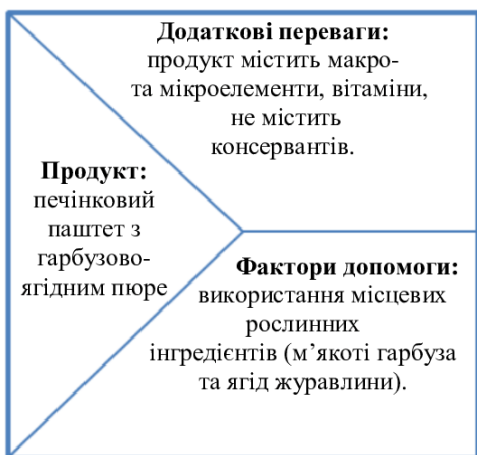 Додаткові переваги:
продукт містить макро-
та мікроелементи, вітаміни,
не містить
консервантів.
Продукт:
печінковий
паштет з
гарбузово-
ягідним пюре
Фактори допомоги:
використання місцевих
рослинних
інгредієнтів (м’якоті гарбуза
та ягід журавлини).